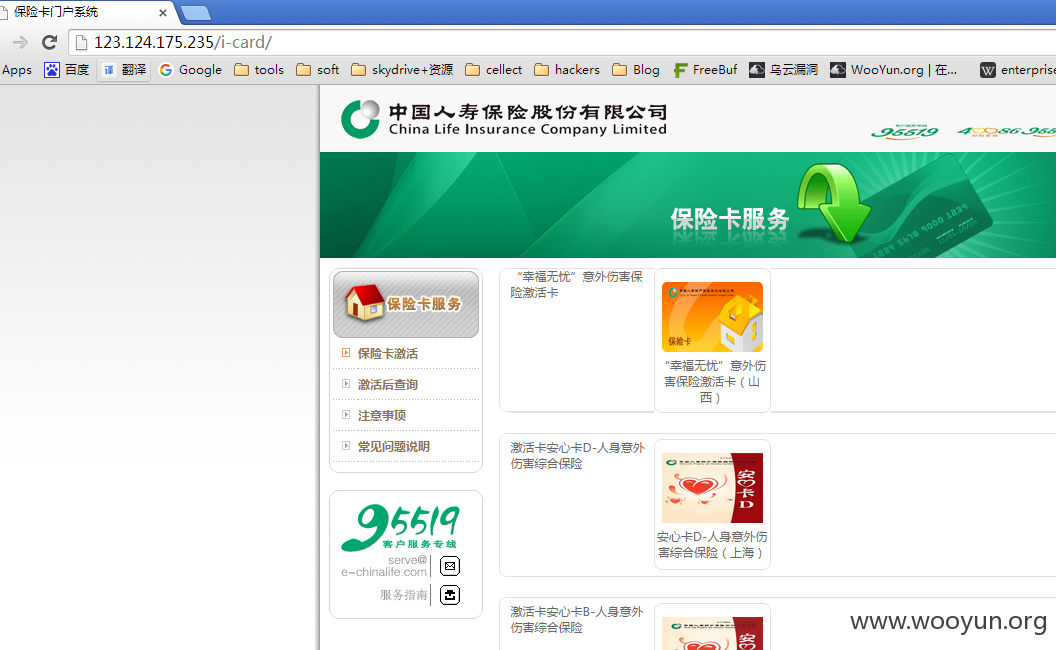 保险卡门户系统
123.124.175.235/i-card/
Apps 百度 译 翻译 Google tools soft skydrive+资源 cellect hackers Blog FreeBuf 乌云漏洞 WooYun.org | 在... enterprise
中国人寿保险股份有限公司
China Life Insurance Company Limited
95519
保险卡服务
1234 5678 9000 1234
保险卡服务
保险卡激活
激活后查询
注意事项
常见问题说明
95519
客户服务专线
serve@
e-chinalife.com
服务指南
“幸福无忧”意外伤害保
险激活卡
保险卡
“幸福无忧”意外伤
害保险激活卡（山
西）
激活卡安心卡D-人身意外
伤害综合保险
安心卡D
安心卡D-人身意外伤
害综合保险（上海）
激活卡安心卡B-人身意外
伤害综合保险
www.wooyun.org